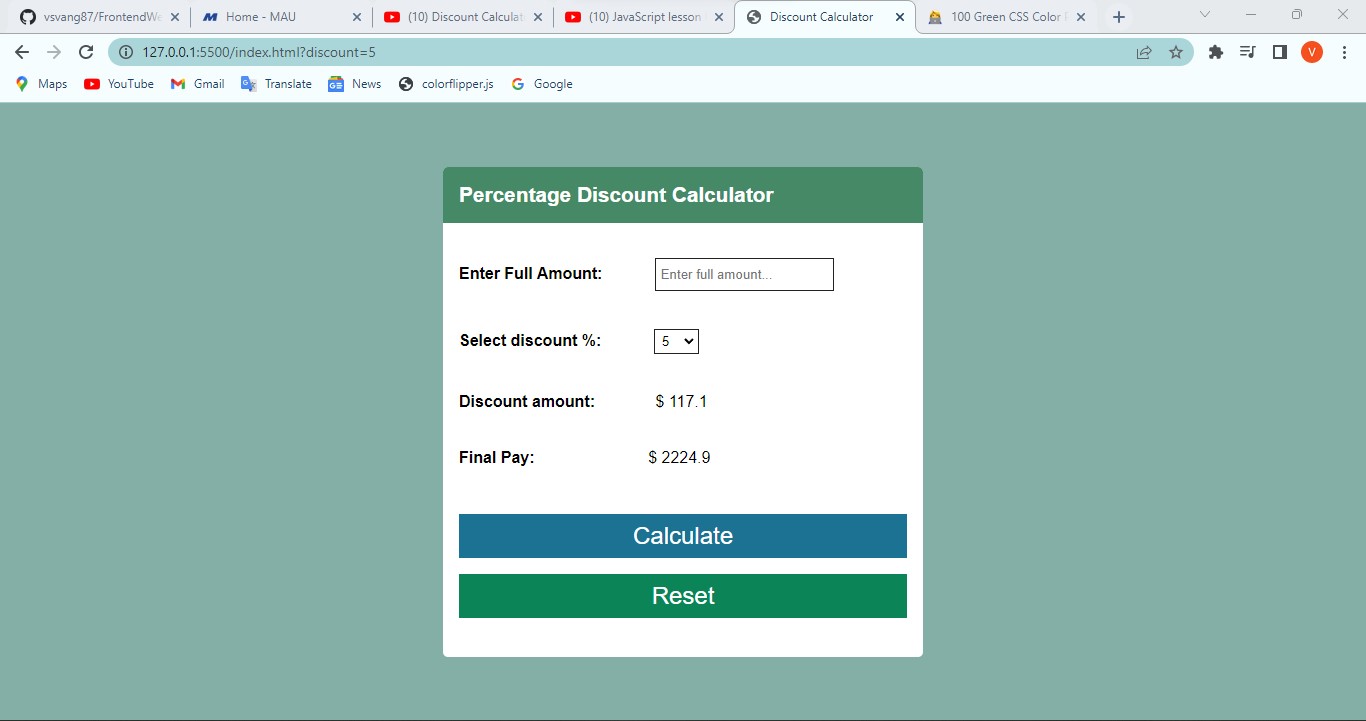 vsvang87/FrontendWe
Home - MAU
(10) Discount Calculat
(10) JavaScript lesson
Discount Calculator
100 Green CSS Color
127.0.0.1:5500/index.html?discount=5
V
Maps
YouTube
Gmail
Translate
News
colorflipper.js
Google
Percentage Discount Calculator
Enter Full Amount:
Enter full amount...
Select discount %:
5
Discount amount:
$ 117.1
Final Pay:
$ 2224.9
Calculate
Reset